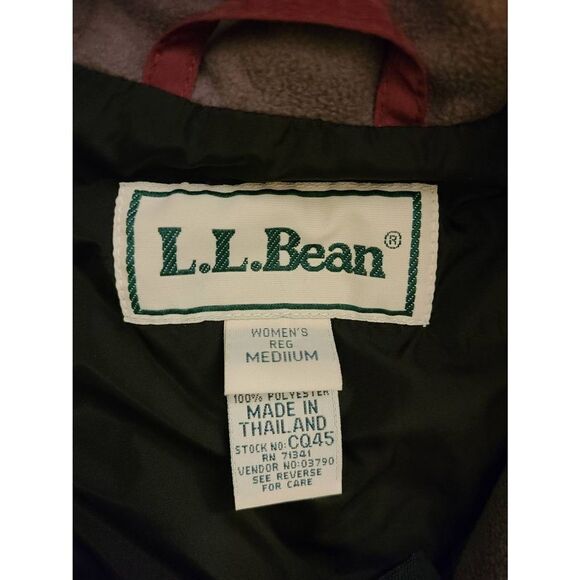 L.L.Bean®
WOMEN'S
REG
MEDIIUM
100% POLYESTER
MADE IN
THAILAND
STOCK NO: CQ45
RN 71341
VENDOR NO: 03790
SEE REVERSE
FOR CARE